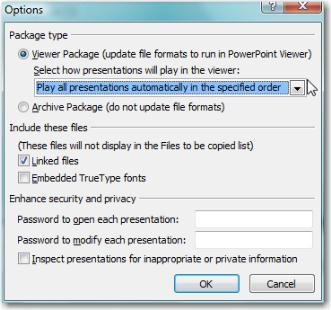 Options
Package type
Viewer Package (update file formats to run in PowerPoint Viewer)
Select how presentations will play in the viewer:
Play all presentations automatically in the specified order
Archive Package (do not update file formats)
Include these files
(These files will not display in the Files to be copied list)
Linked files
Embedded TrueType fonts
Enhance security and privacy
Password to open each presentation:
Password to modify each presentation:
Inspect presentations for inappropriate or private information
OK Cancel